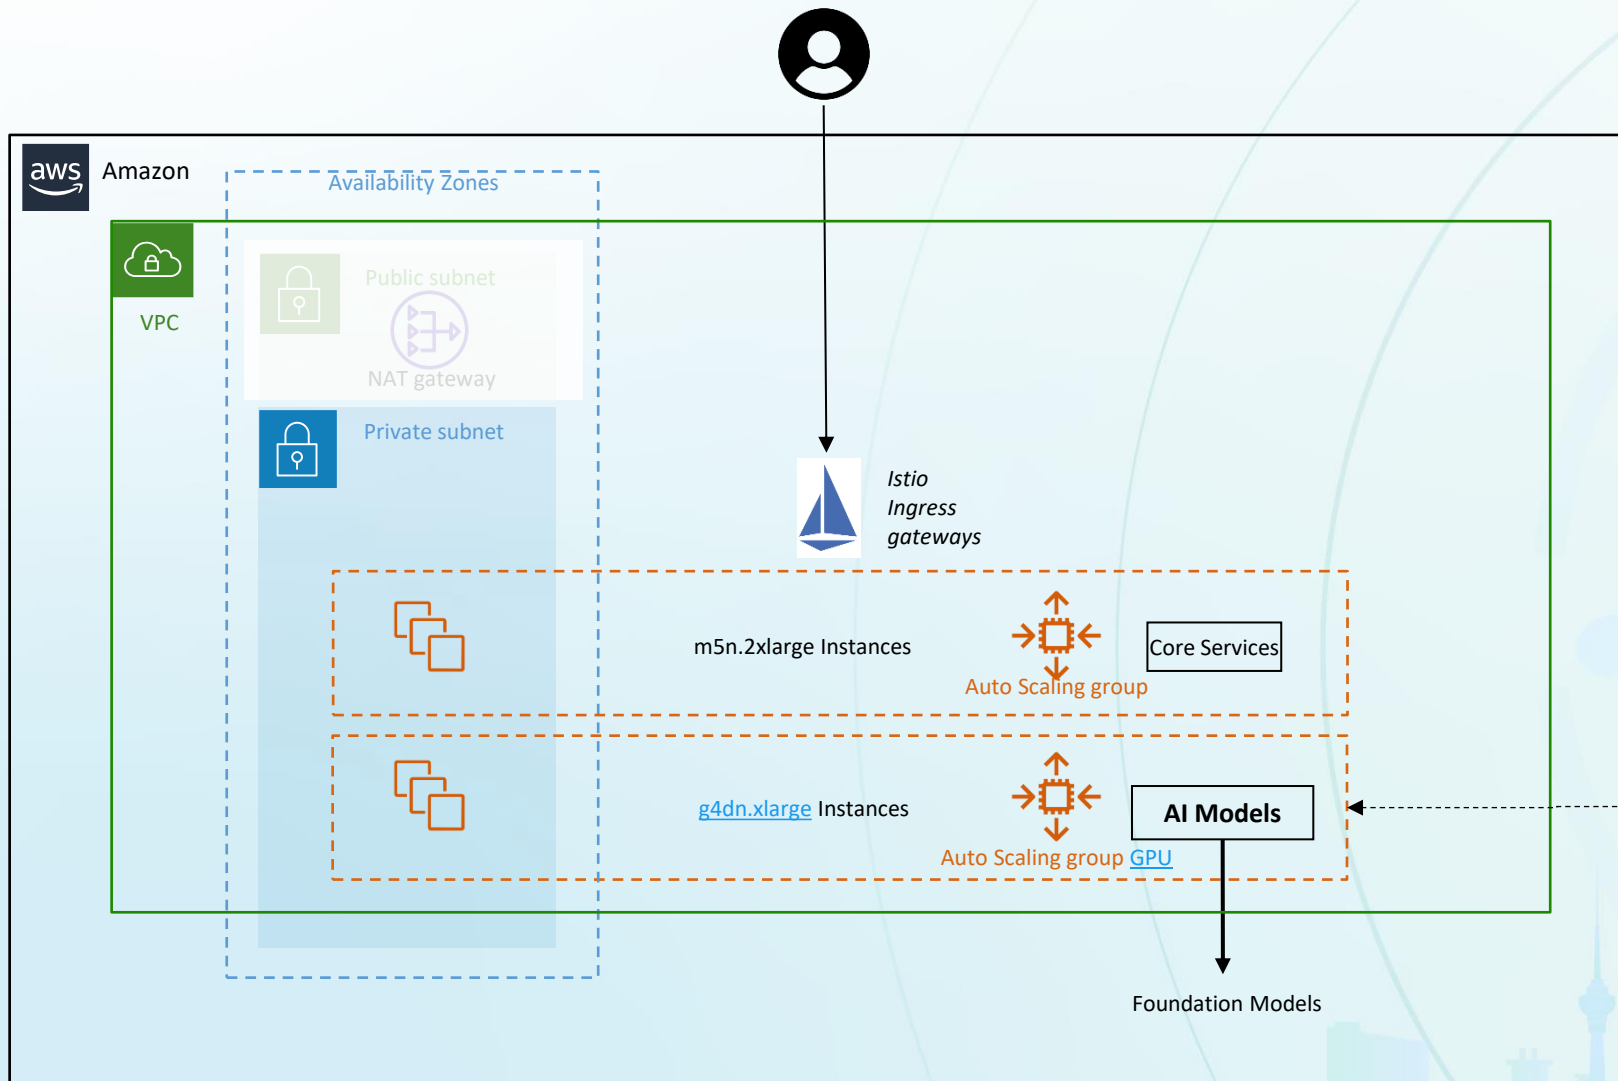 aws
Amazon
Availability Zones
Public subnet
VPC
NAT gateway
Private subnet
Istio
Ingress
gateways
m5n.2xlarge Instances
Core Services
Auto Scaling group
g4dn.xlarge Instances
AI Models
Auto Scaling group GPU
Foundation Models